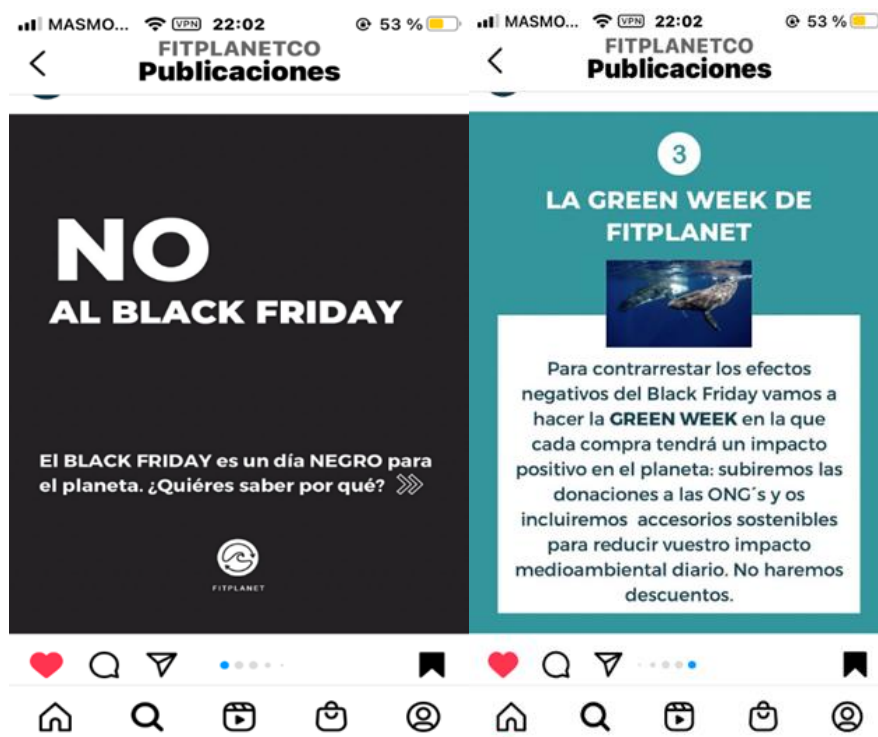 MASMO... VPN 22:02 53 %
FITPLANETCO
Publicaciones
NO
AL BLACK FRIDAY
El BLACK FRIDAY es un día NEGRO para
el planeta. ¿Quiéres saber por qué?
FITPLANET
MASMO... VPN 22:02 53 %
FITPLANETCO
Publicaciones
3
LA GREEN WEEK DE
FITPLANET
Para contrarrestar los efectos
negativos del Black Friday vamos a
hacer la GREEN WEEK en la que
cada compra tendrá un impacto
positivo en el planeta: subiremos las
donaciones a las ONG´s y os
incluiremos accesorios sostenibles
para reducir vuestro impacto
medioambiental diario. No haremos
descuentos.